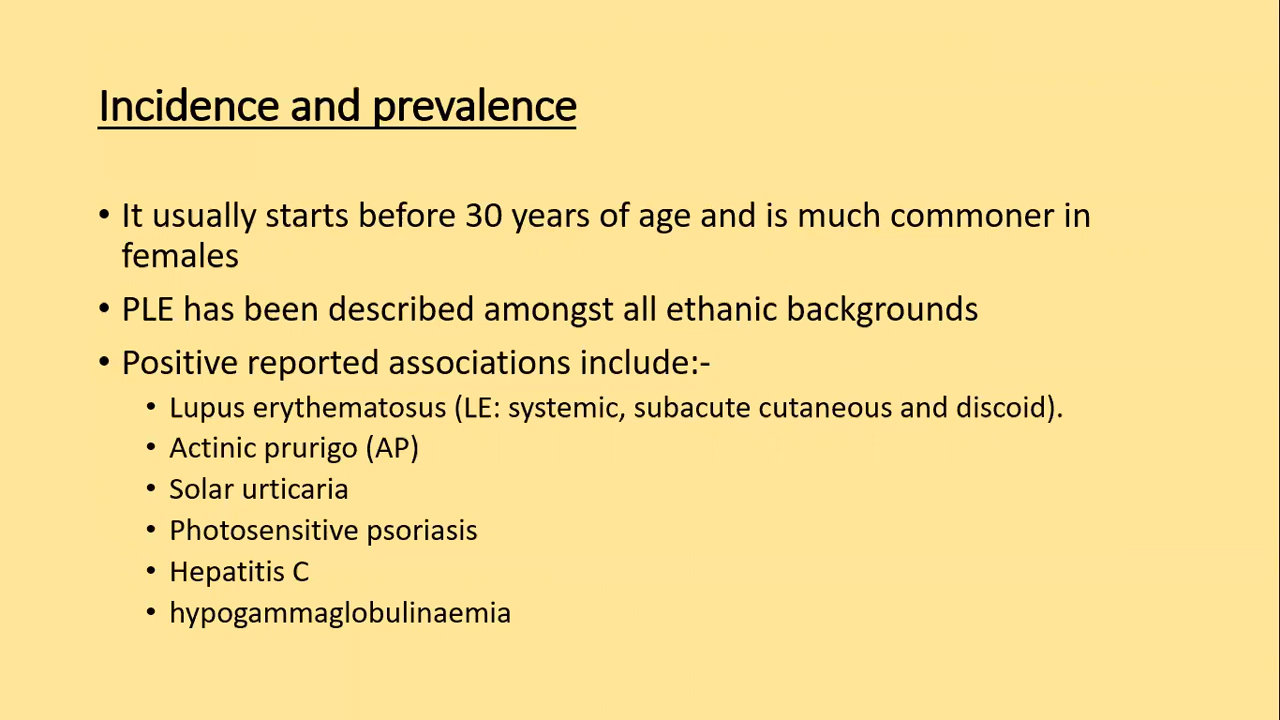 Incidence and prevalence
• It usually starts before 30 years of age and is much commoner in
females
• PLE has been described amongst all ethanic backgrounds
• Positive reported associations include:-
• Lupus erythematosus (LE: systemic, subacute cutaneous and discoid).
• Actinic prurigo (AP)
• Solar urticaria
• Photosensitive psoriasis
• Hepatitis C
• hypogammaglobulinaemia